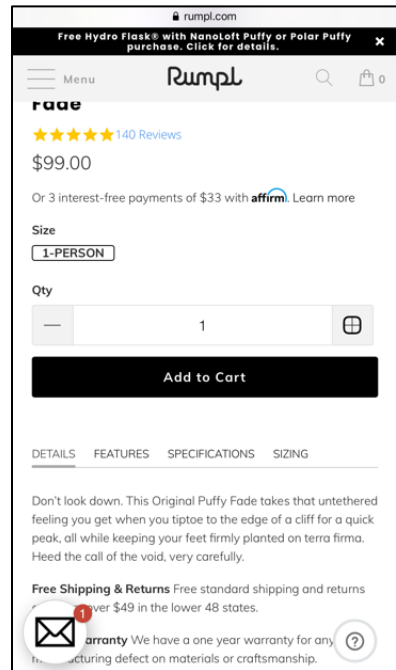 rumpl.com
Free Hydro Flask® with NanoLoft Puffy or Polar Puffy
purchase. Click for details.
Menu
Rumpl
0
Fade
140 Reviews
$99.00
Or 3 interest-free payments of $33 with affirm. Learn more
Size
1-PERSON
Qty
1
Add to Cart
DETAILS FEATURES SPECIFICATIONS SIZING
Don't look down. This Original Puffy Fade takes that untethered
feeling you get when you tiptoe to the edge of a cliff for a quick
peak, all while keeping your feet firmly planted on terra firma.
Heed the call of the void, very carefully.
Free Shipping & Returns Free standard shipping and returns
over $49 in the lower 48 states.
1
We have a one year warranty for any
defect on materials or craftsmanship.
?